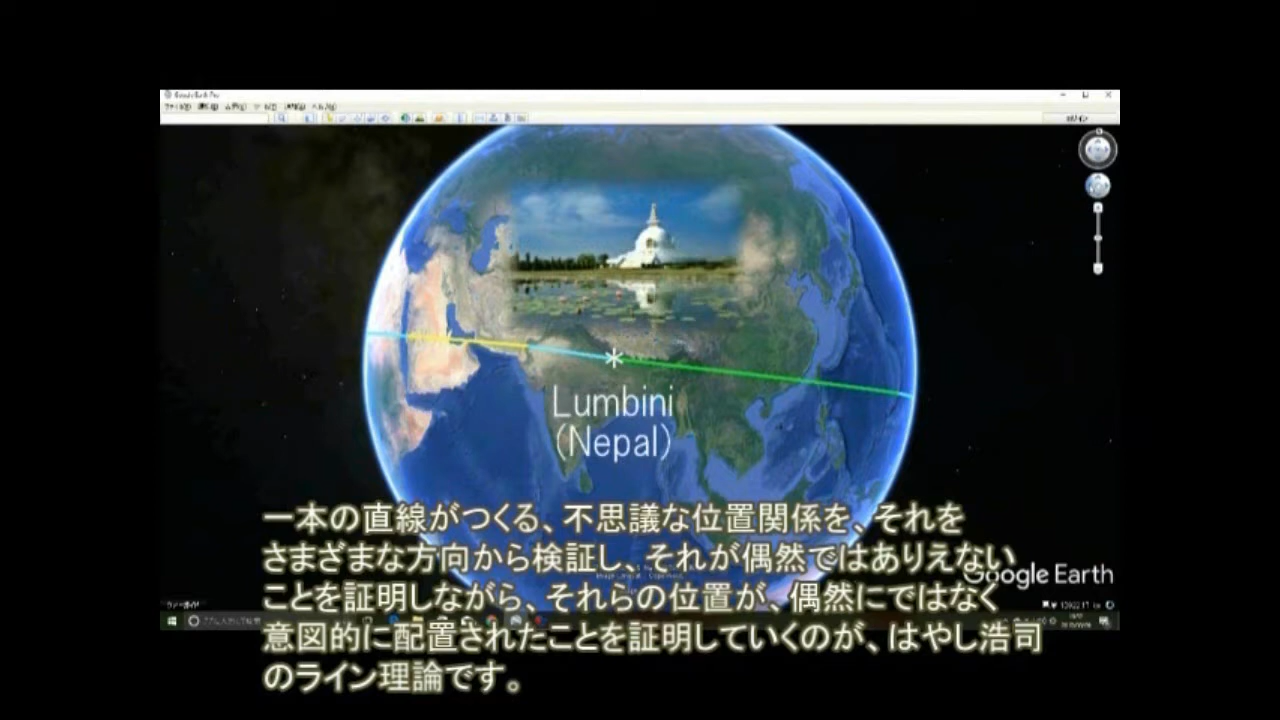 Google Earth Pro
Lumbini
(Nepal)
一本の直線がつくる、不思議な位置関係を、それを
さまざまな方向から検証し、それが偶然ではありえない
Google Earth
ことを証明しながら、それらの位置が、偶然にではなく
意図的に配置されたことを証明していくのが、はやし浩司
のライン理論です。